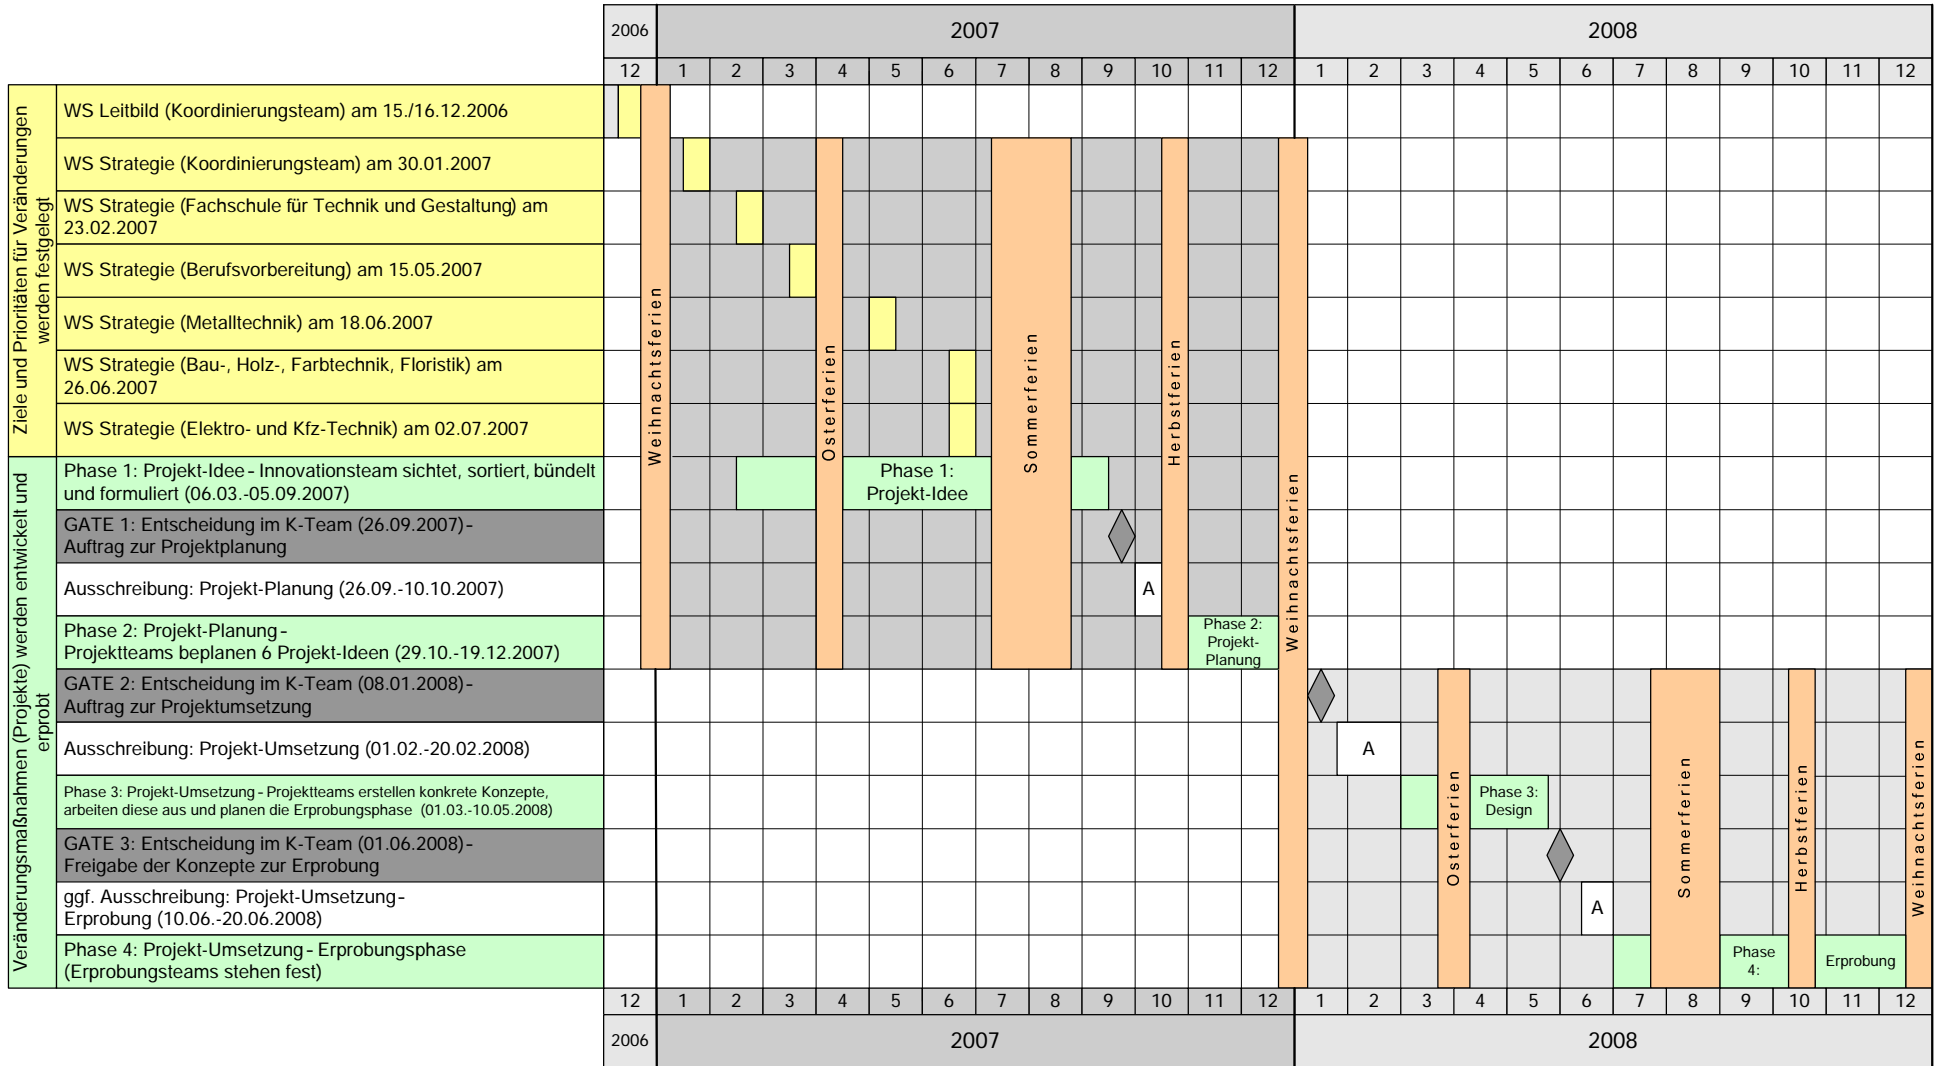 2006
2007
2008
12 1 2 3 4 5 6 7 8 9 10 11 12 1 2 3 4 5 6 7 8 9 10 11 12
Ziele und Prioritäten für Veränderungen
werden festgelegt
WS Leitbild (Koordinierungsteam) am 15./16.12.2006
WS Strategie (Koordinierungsteam) am 30.01.2007
WS Strategie (Fachschule für Technik und Gestaltung) am
23.02.2007
WS Strategie (Berufsvorbereitung) am 15.05.2007
WS Strategie (Metalltechnik) am 18.06.2007
WS Strategie (Bau-, Holz-, Farbtechnik, Floristik) am
26.06.2007
WS Strategie (Elektro- und Kfz-Technik) am 02.07.2007
Weihnachtsferien
Osterferien
Sommerferien
Herbstferien
Weihnachtsferien
Veränderungsmaßnahmen (Projekte) werden entwickelt und
erprobt
Phase 1: Projekt-Idee - Innovationsteam sichtet, sortiert, bündelt
und formuliert (06.03.-05.09.2007)
Phase 1:
Projekt-Idee
GATE 1: Entscheidung im K-Team (26.09.2007) -
Auftrag zur Projektplanung
Ausschreibung: Projekt-Planung (26.09.-10.10.2007)
A
Phase 2: Projekt-Planung -
Projektteams beplanen 6 Projekt-Ideen (29.10.-19.12.2007)
Phase 2:
Projekt-
Planung
GATE 2: Entscheidung im K-Team (08.01.2008) -
Auftrag zur Projektumsetzung
Ausschreibung: Projekt-Umsetzung (01.02.-20.02.2008)
A
Phase 3: Projekt-Umsetzung - Projektteams erstellen konkrete Konzepte,
arbeiten diese aus und planen die Erprobungsphase (01.03.-10.05.2008)
Phase 3:
Design
GATE 3: Entscheidung im K-Team (01.06.2008) -
Freigabe der Konzepte zur Erprobung
ggf. Ausschreibung: Projekt-Umsetzung-
Erprobung (10.06.-20.06.2008)
A
Phase 4: Projekt-Umsetzung - Erprobungsphase
(Erprobungsteams stehen fest)
Phase
4:
Erprobung
Osterferien
Sommerferien
Herbstferien
Weihnachtsferien
12 1 2 3 4 5 6 7 8 9 10 11 12 1 2 3 4 5 6 7 8 9 10 11 12
2006
2007
2008